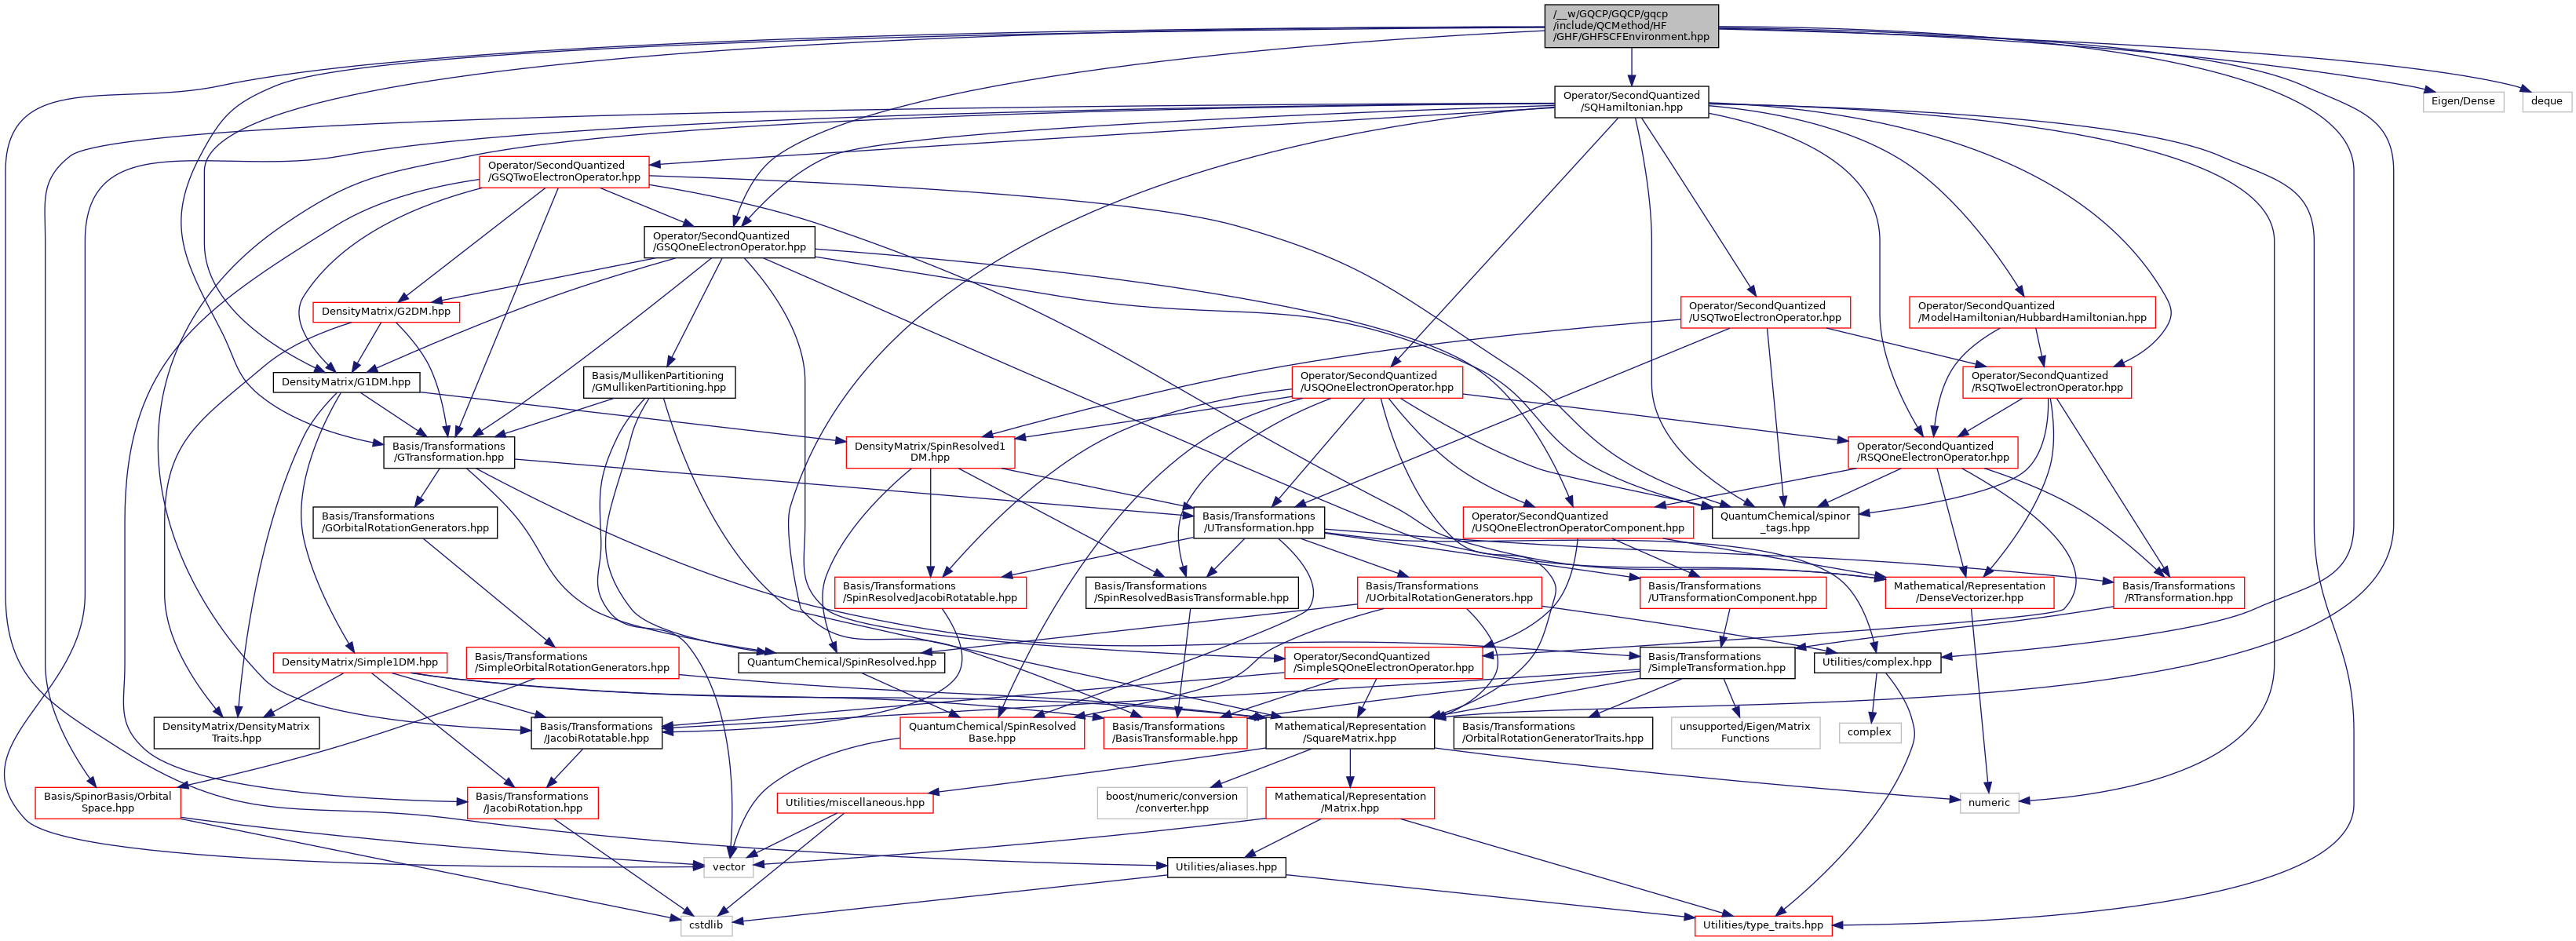 /__w/GQCP/GQCP/gqcp
/include/QCMethod/HF
/GHF/GHFSCFEnvironment.hpp
Operator/SecondQuantized
/SQHamiltonian.hpp
Eigen/Dense
deque
Operator/SecondQuantized
/GSQTwoElectronOperator.hpp
Operator/SecondQuantized
/GSQOneElectronOperator.hpp
DensityMatrix/G2DM.hpp
Operator/SecondQuantized
/USQTwoElectronOperator.hpp
Operator/SecondQuantized
/ModelHamiltonian/HubbardHamiltonian.hpp
DensityMatrix/G1DM.hpp
Basis/MullikenPartitioning
/GMullikenPartitioning.hpp
Operator/SecondQuantized
/USQOneElectronOperator.hpp
Operator/SecondQuantized
/RSQTwoElectronOperator.hpp
Basis/Transformations
/GTransformation.hpp
DensityMatrix/SpinResolved1
DM.hpp
Operator/SecondQuantized
/RSQOneElectronOperator.hpp
Basis/Transformations
/GOrbitalRotationGenerators.hpp
Basis/Transformations
/UTransformation.hpp
Operator/SecondQuantized
/USQOneElectronOperatorComponent.hpp
QuantumChemical/spinor
_tags.hpp
Basis/Transformations
/SpinResolvedJacobiRotatable.hpp
Basis/Transformations
/SpinResolvedBasisTransformable.hpp
Basis/Transformations
/UOrbitalRotationGenerators.hpp
Basis/Transformations
/UTransformationComponent.hpp
Mathematical/Representation
/DenseVectorizer.hpp
Basis/Transformations
/RTransformation.hpp
DensityMatrix/Simple1DM.hpp
Basis/Transformations
/SimpleOrbitalRotationGenerators.hpp
QuantumChemical/SpinResolved.hpp
Operator/SecondQuantized
/SimpleSQOneElectronOperator.hpp
Basis/Transformations
/SimpleTransformation.hpp
Utilities/complex.hpp
DensityMatrix/DensityMatrix
Traits.hpp
Basis/Transformations
/JacobiRotatable.hpp
QuantumChemical/SpinResolved
Base.hpp
Basis/Transformations
/BasisTransformable.hpp
Mathematical/Representation
/SquareMatrix.hpp
Basis/Transformations
/OrbitalRotationGeneratorTraits.hpp
unsupported/Eigen/Matrix
Functions
complex
Basis/SpinorBasis/Orbital
Space.hpp
Basis/Transformations
/JacobiRotation.hpp
Utilities/miscellaneous.hpp
boost/numeric/conversion
/converter.hpp
Mathematical/Representation
/Matrix.hpp
numeric
vector
Utilities/aliases.hpp
cstdlib
Utilities/type_traits.hpp